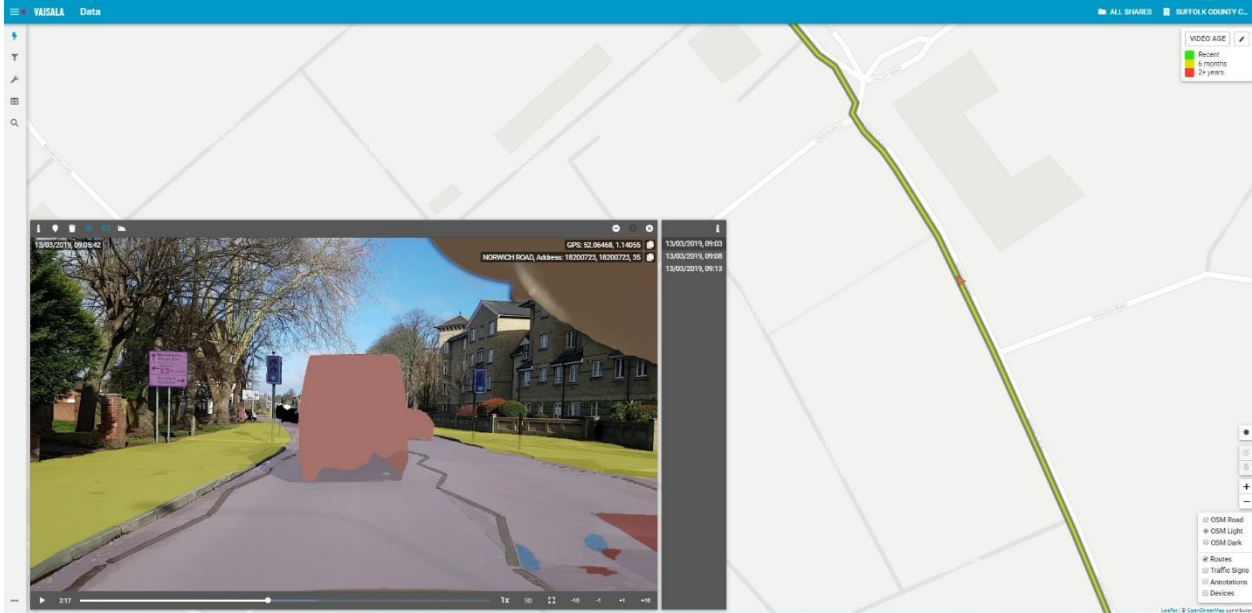 VAISALA Data ALL SHARES SUFFOLK COUNTY C...
VIDEO AGE
Recent
6 months
2+ years
13/03/2019, 09:05:42 GPS: 52.06468, 1.14055
NORWICH ROAD, Address: 18200723, 18200723, 35
13/03/2019, 09:03
13/03/2019, 09:08
13/03/2019, 09:13
2:17 1x SD -10 -1 +1 +10
+
−
OSM Road
OSM Light
OSM Dark
Routes
Traffic Signs
Annotations
Devices
Leaflet | © OpenStreetMap contributors